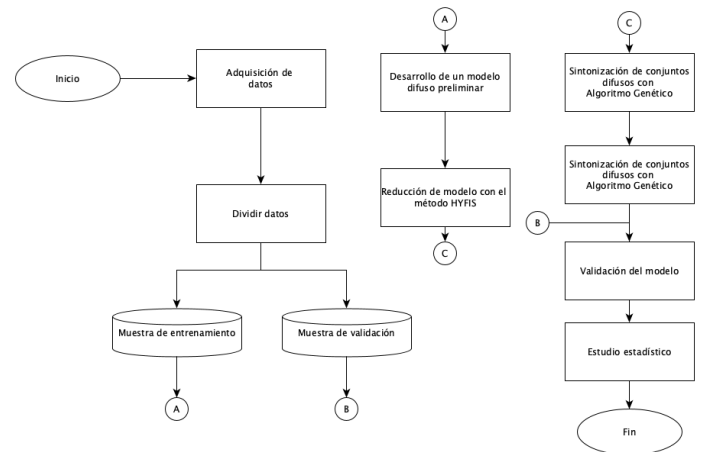 Inicio
Adquisición de
datos
Dividir datos
Muestra de entrenamiento
Muestra de validación
A
B
A
Desarrollo de un modelo
difuso preliminar
Reducción de modelo con el
método HYFIS
C
C
Sintonización de conjuntos
difusos con
Algoritmo Genético
Sintonización de conjuntos
difusos con
Algoritmo Genético
B
Validación del modelo
Estudio estadístico
Fin